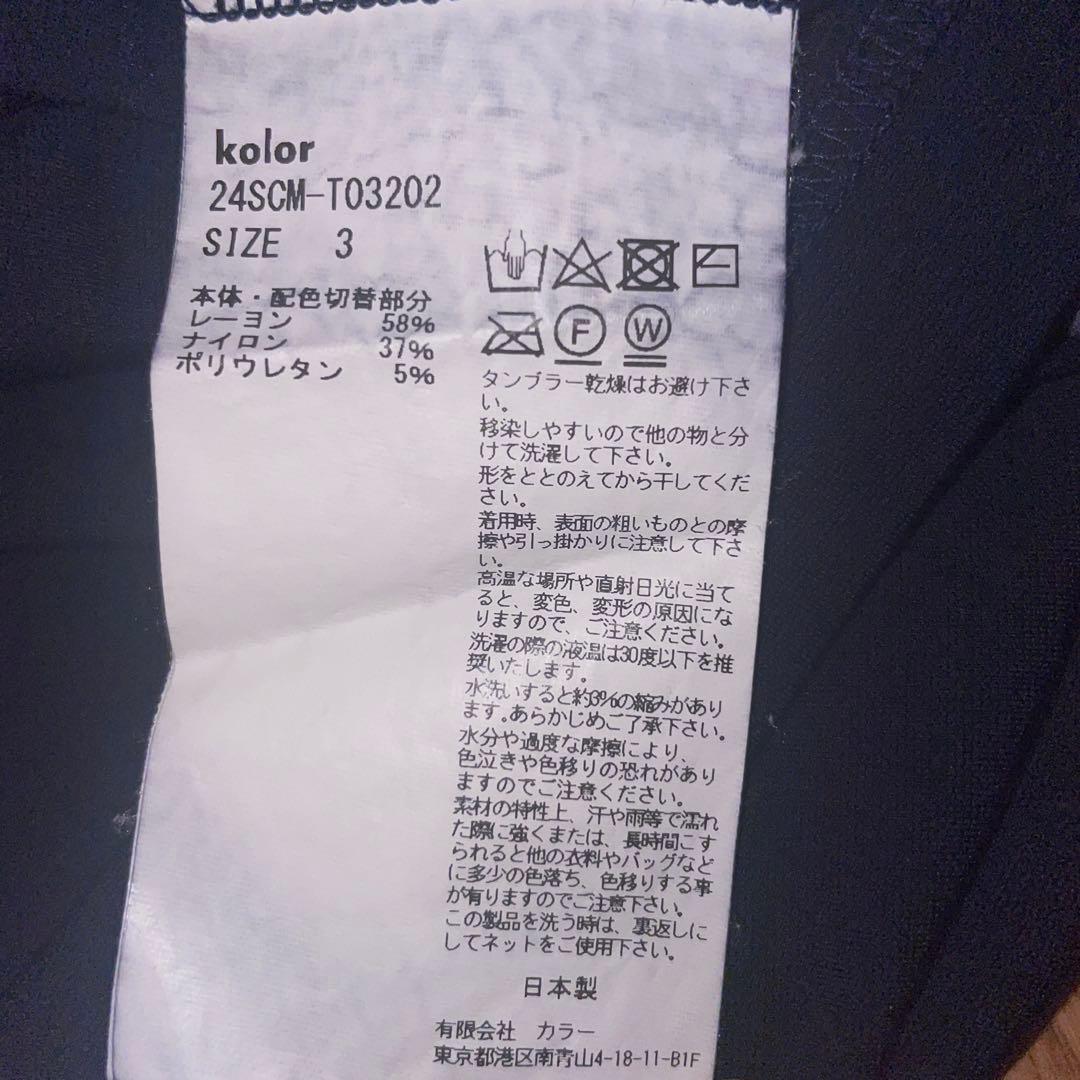 kolor
24SCM-T03202
SIZE 3
本体・配色切替部分
レーヨン 58%
ナイロン 37%
ポリウレタン 5%
F W
タンブラー乾燥はお避け下さ
い。
移染しやすいので他の物と分
けて洗濯して下さい。
形をととのえてから干してくだ
さい。
着用時、表面の粗いものとの摩
擦や引っ掛かりに注意して下さ
い。
高温な場所や直射日光に当て
ると、変色、変形の原因にな
りますので、ご注意ください。
洗濯の際の液温は30度以下を推
奨いたします。
水洗いすると約3%の縮みがあり
ます。あらかじめご了承下さい。
水分や過度な摩擦により、
色泣きや色移りの恐れがあり
ますのでご注意ください。
素材の特性上、汗や雨等で濡れ
た際に強くまたは、長時間こす
られると他の衣料やバッグなど
に多少の色落ち、色移りする事
が有りますのでご注意下さい。
この製品を洗う時は、裏返しに
してネットをご使用下さい。
日本製
有限会社 カラー
東京都港区南青山4-18-11-B1F